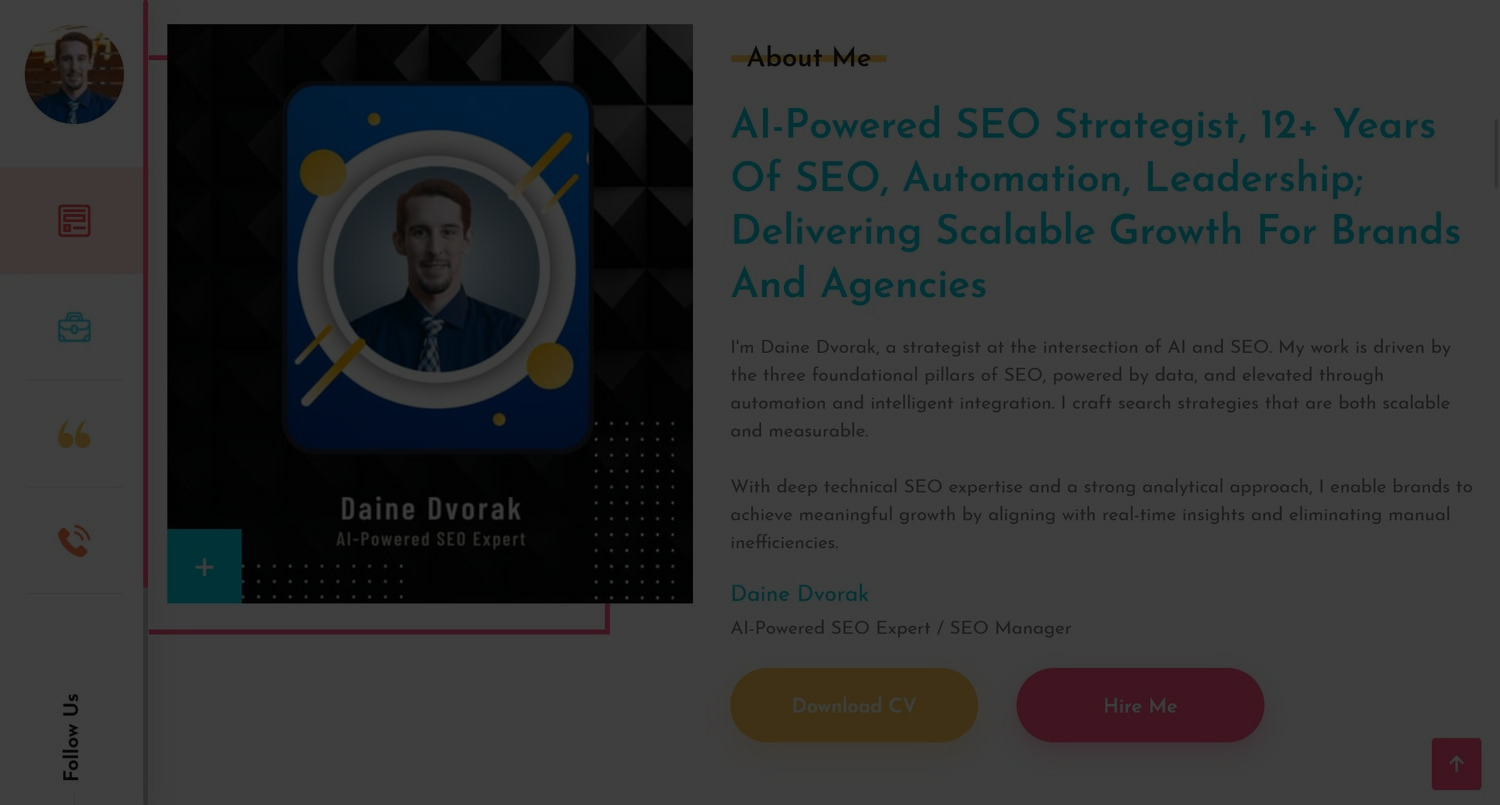 About Me
AI-Powered SEO Strategist, 12+ Years
Of SEO, Automation, Leadership;
Delivering Scalable Growth For Brands
And Agencies
I'm Daine Dvorak, a strategist at the intersection of AI and SEO. My work is driven by
the three foundational pillars of SEO, powered by data, and elevated through
automation and intelligent integration. I craft search strategies that are both scalable
and measurable.
With deep technical SEO expertise and a strong analytical approach, I enable brands to
achieve meaningful growth by aligning with real-time insights and eliminating manual
inefficiencies.
Daine Dvorak
AI-Powered SEO Expert / SEO Manager
Download CV
Hire Me
Daine Dvorak
AI-Powered SEO Expert
+
Follow Us